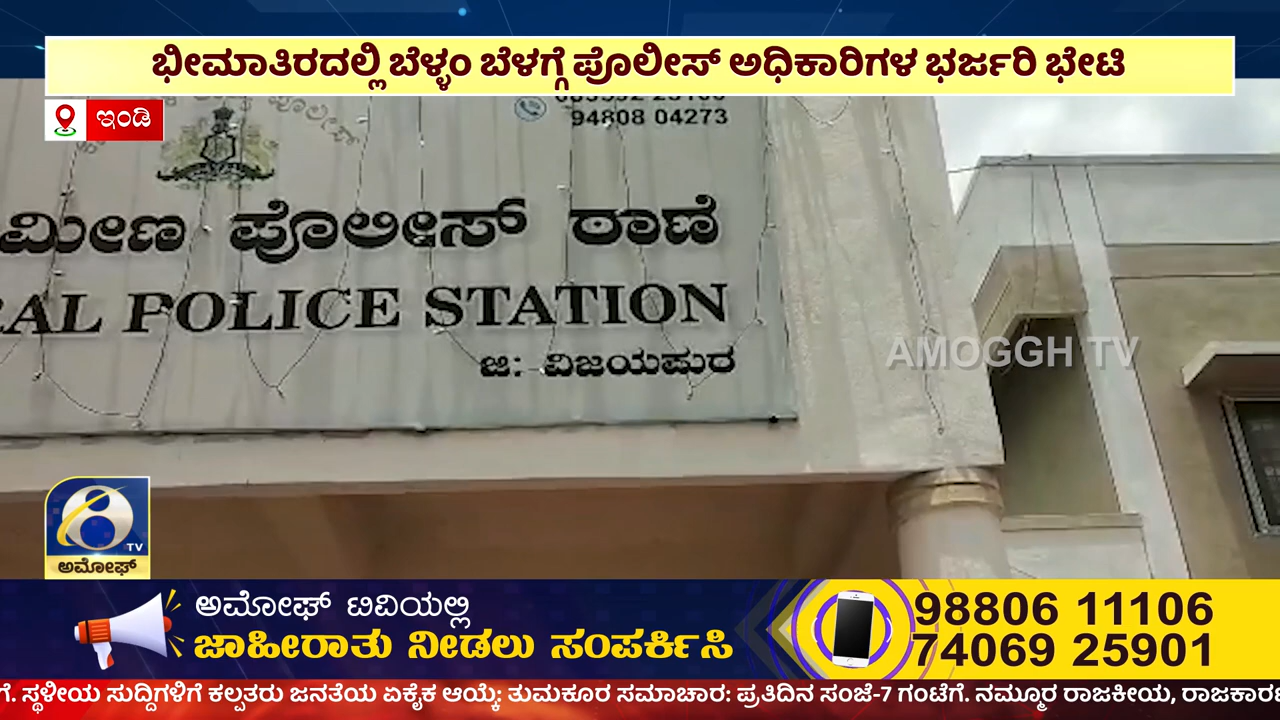 ಭೀಮಾತಿರದಲ್ಲಿ ಬೆಳ್ಳಂ ಬೆಳಗ್ಗೆ ಪೊಲೀಸ್ ಅಧಿಕಾರಿಗಳ ಭರ್ಜರಿ ಭೇಟಿ
ಇಂಡಿ
94808 04273
ಮೀಣ ಪೊಲೀಸ್ ಠಾಣೆ
RAL POLICE STATION
ಜಿ: ವಿಜಯಪುರ
AMOGGH TV
TV
ಅಮೋಘ್
ಅಮೋಘ್ ಟಿವಿಯಲ್ಲಿ
ಜಾಹೀರಾತು ನೀಡಲು ಸಂಪರ್ಕಿಸಿ
98806 11106
74069 25901
ಗೆ. ಸ್ಥಳೀಯ ಸುದ್ದಿಗಳಿಗೆ ಕಲ್ಪತರು ಜನತೆಯ ಏಕೈಕ ಆಯ್ಕೆ; ತುಮಕೂರ ಸಮಾಚಾರ: ಪ್ರತಿದಿನ ಸಂಜೆ-7 ಗಂಟೆಗೆ. ನಮ್ಮೂರ ರಾಜಕೀಯ, ರಾಜಕಾರಣ